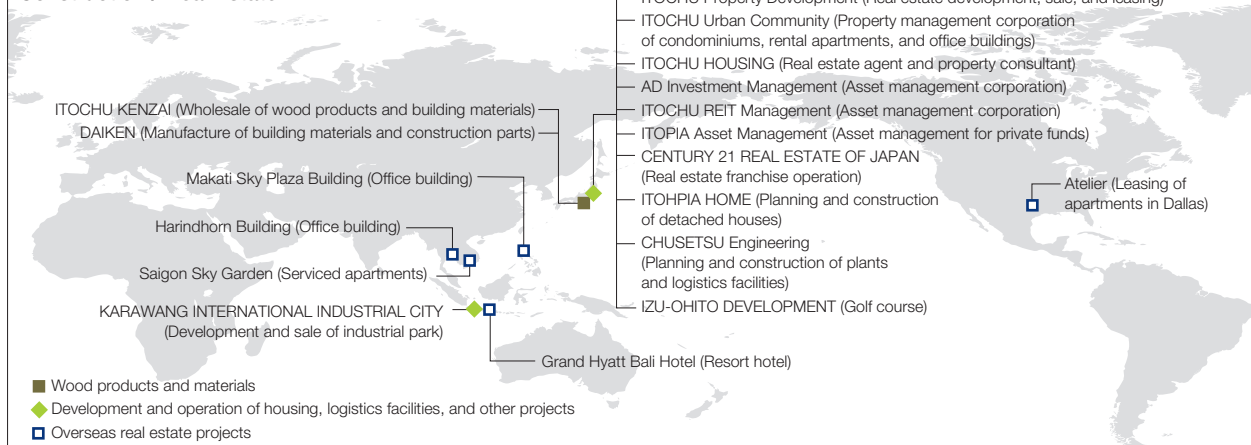 ITOCHU Urban Community (Property management corporation
of condominiums, rental apartments, and office buildings)
ITOCHU HOUSING (Real estate agent and property consultant)
AD Investment Management (Asset management corporation)
ITOCHU REIT Management (Asset management corporation)
ITOPIA Asset Management (Asset management for private funds)
CENTURY 21 REAL ESTATE OF JAPAN
(Real estate franchise operation)
ITOHPIA HOME (Planning and construction
of detached houses)
CHUSETSU Engineering
(Planning and construction of plants
and logistics facilities)
IZU-OHITO DEVELOPMENT (Golf course)
ITOCHU KENZAI (Wholesale of wood products and building materials)
DAIKEN (Manufacture of building materials and construction parts)
Makati Sky Plaza Building (Office building)
Harindhorn Building (Office building)
Saigon Sky Garden (Serviced apartments)
KARAWANG INTERNATIONAL INDUSTRIAL CITY
(Development and sale of industrial park)
Grand Hyatt Bali Hotel (Resort hotel)
Atelier (Leasing of
apartments in Dallas)
Wood products and materials
Development and operation of housing, logistics facilities, and other projects
Overseas real estate projects